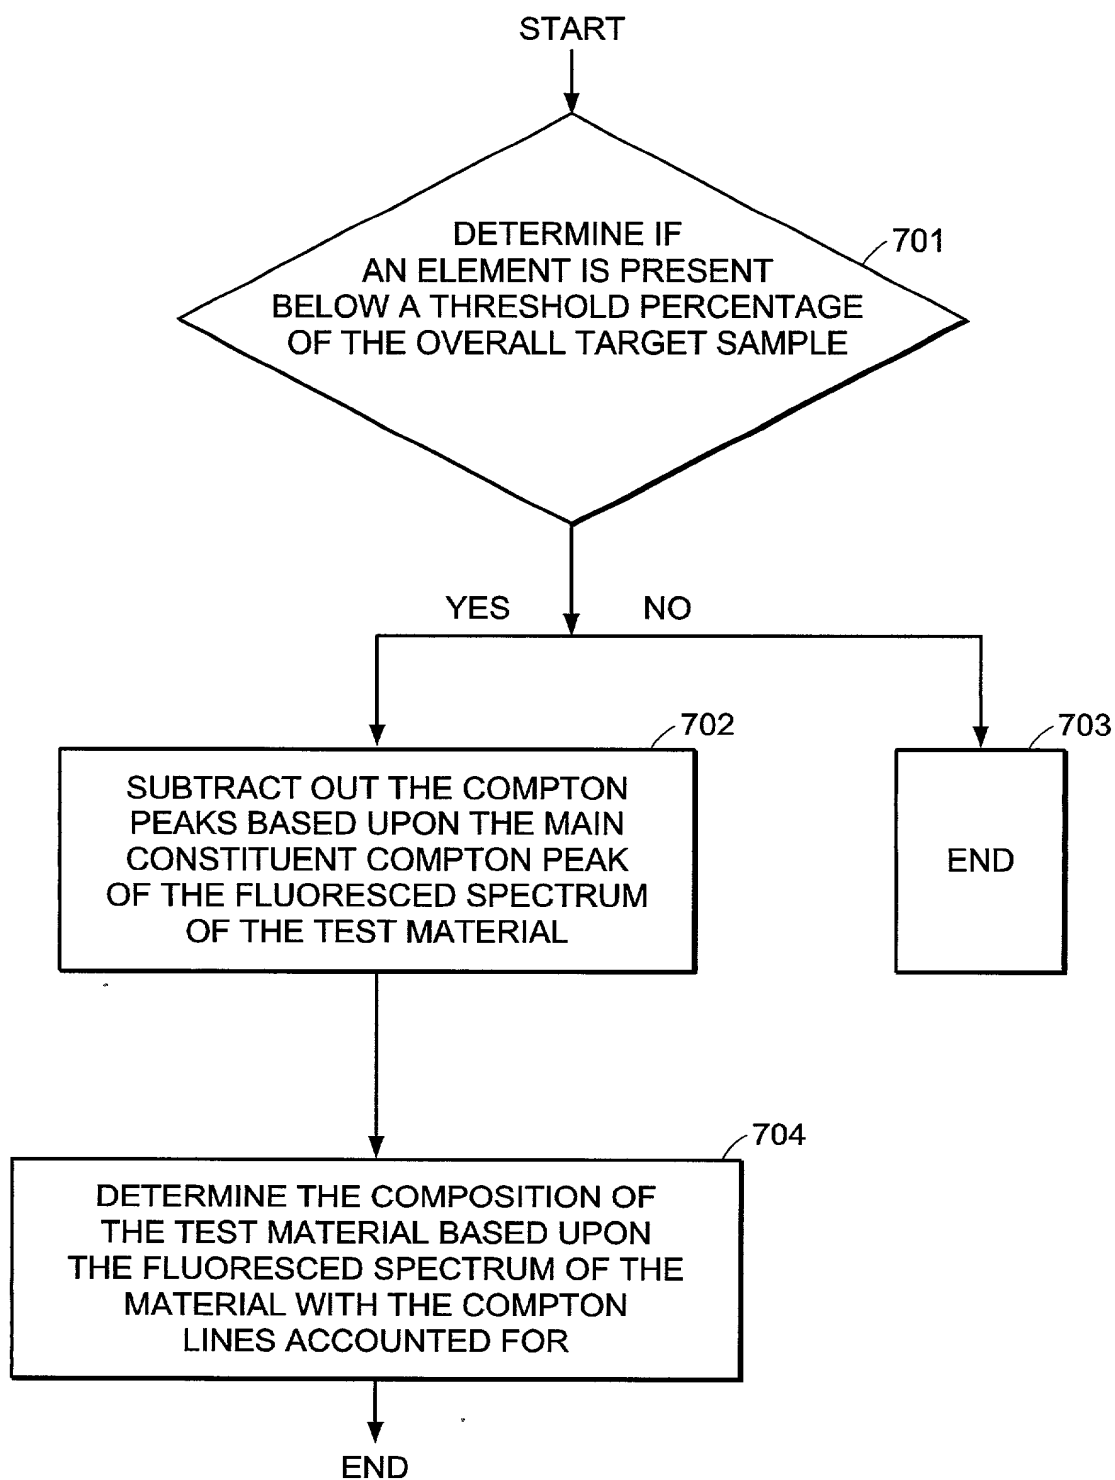 START
DETERMINE IF
AN ELEMENT IS PRESENT
BELOW A THRESHOLD PERCENTAGE
OF THE OVERALL TARGET SAMPLE
701
YES
NO
702
SUBTRACT OUT THE COMPTON
PEAKS BASED UPON THE MAIN
CONSTITUENT COMPTON PEAK
OF THE FLUORESCED SPECTRUM
OF THE TEST MATERIAL
703
END
704
DETERMINE THE COMPOSITION OF
THE TEST MATERIAL BASED UPON
THE FLUORESCED SPECTRUM OF THE
MATERIAL WITH THE COMPTON
LINES ACCOUNTED FOR
END